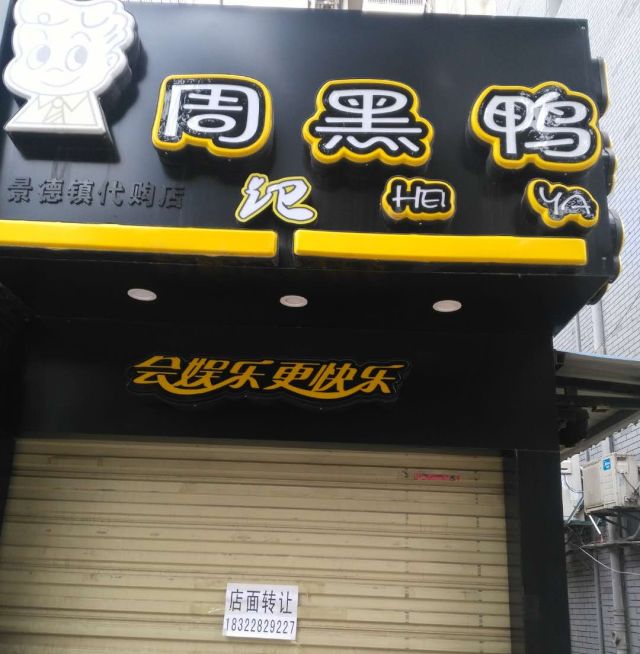 周黑鸭
记 HEI YA
景德镇代购店
会娱乐更快乐
店面转让
18322829227